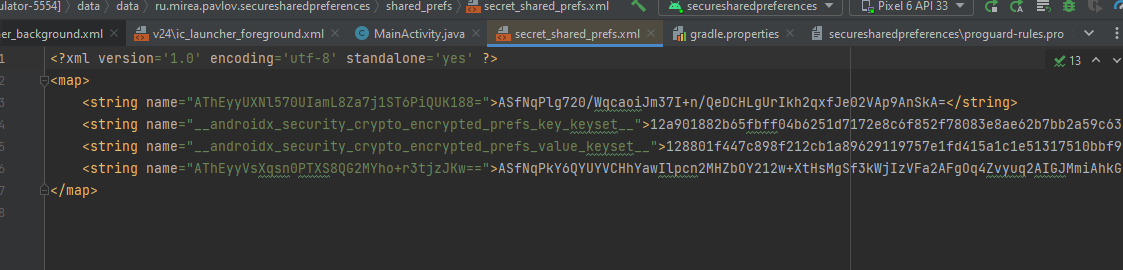 ulator-5554] data data ru.mirea.pavlov.securesharedpreferences shared_prefs secret_shared_prefs.xml securesharedpreferences Pixel 6 API 33
er_background.xml v24\ic_launcher_foreground.xml MainActivity.java secret_shared_prefs.xml gradle.properties securesharedpreferences\proguard-rules.pro
1 <?xml version='1.0' encoding='utf-8' standalone='yes' ?> 13
2 <map>
3 <string name="AThEyyUXNl570UIamL8Za7j1ST6PiQUK188=">ASfNqPlg720/WqcaoiJm37I+n/QeDCHLgUrIkh2qxfJe02VAp9AnSkA=</string>
4 <string name="__androidx_security_crypto_encrypted_prefs_key_keyset__">12a901882b65fbff04b6251d7172e8c6f852f78083e8ae62b7bb2a59c63
5 <string name="__androidx_security_crypto_encrypted_prefs_value_keyset__">128801f447c898f212cb1a89629119757e1fd415a1c1e51317510bbf9
6 <string name="AThEyyVsXqsn0PTXS8QG2MYho+r3tjzJKw==">ASfNqPkY6QYUYVCHhYawIlpcn2MHZbOY212w+XtHsMgSf3kWjIzVFa2AFgOq4Zvyuq2AIGJMmiAhkG
7 </map>
8